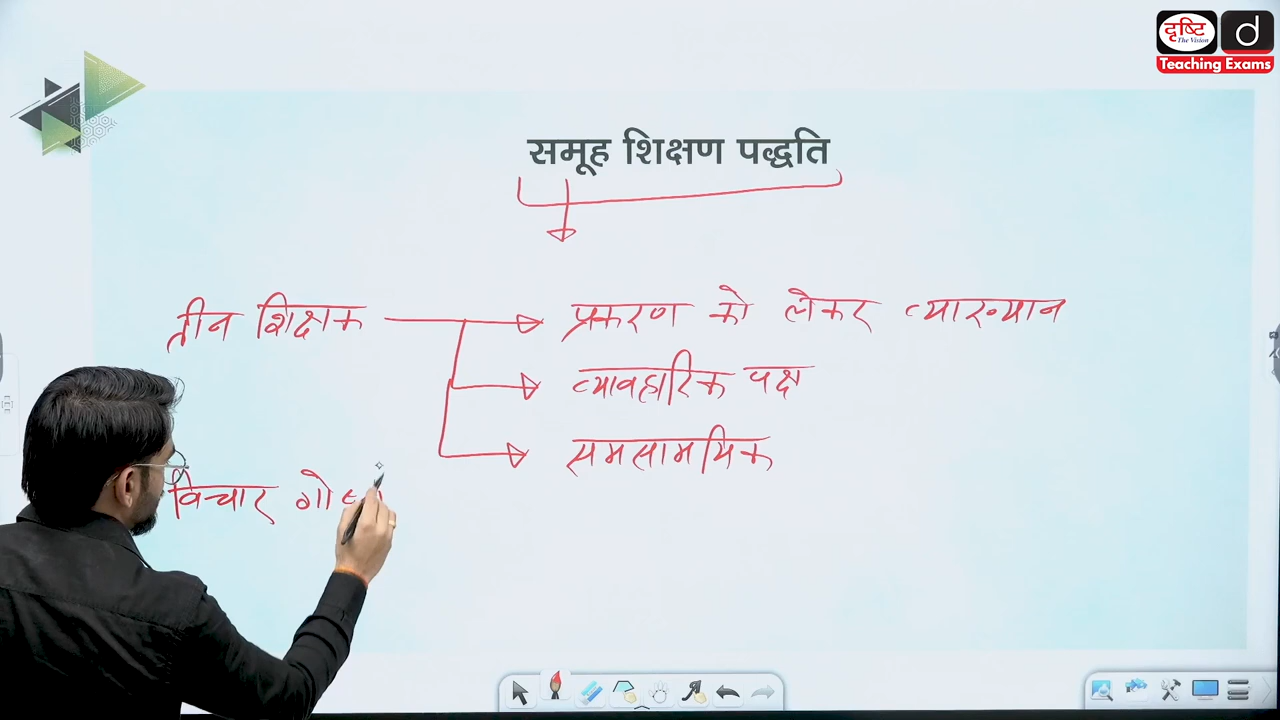 दृष्टि
The Vision
d
Teaching Exams
समूह शिक्षण पद्धति
तीन शिक्षक
प्रकरण को लेकर व्याख्यान
व्यावहारिक पक्ष
समसामयिक
विचार